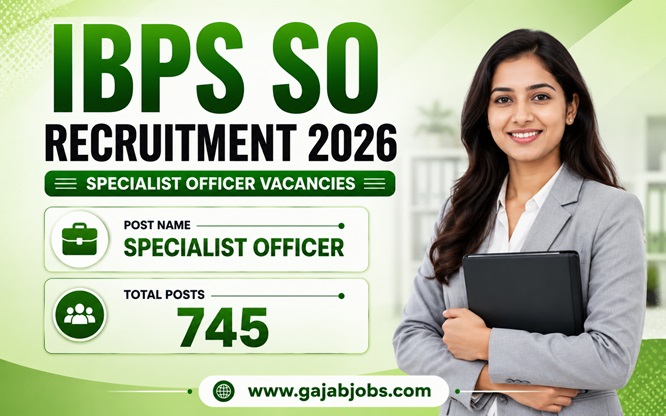 IBPS SO
RECRUITMENT 2026
SPECIALIST OFFICER VACANCIES
POST NAME
SPECIALIST OFFICER
TOTAL POSTS
745
www.gajabjobs.com